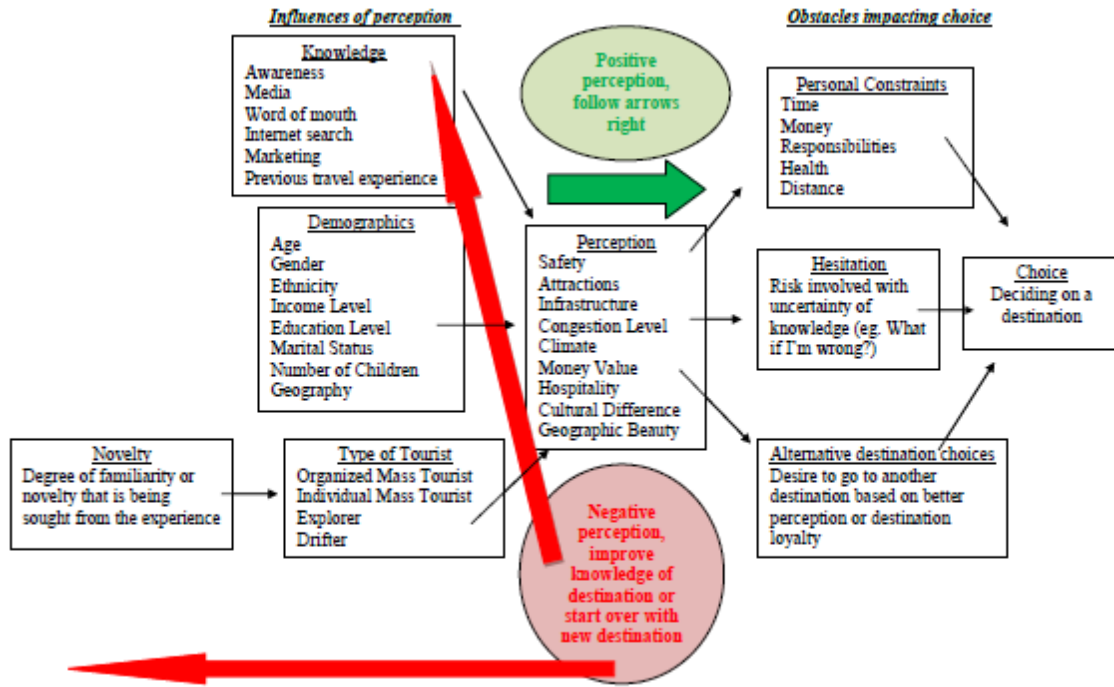 Influences of perception
Obstacles impacting choice
Knowledge
Awareness
Media
Word of mouth
Internet search
Marketing
Previous travel experience
Positive
perception,
follow arrows
right
Personal Constraints
Time
Money
Responsibilities
Health
Distance
Demographics
Age
Gender
Ethnicity
Income Level
Education Level
Marital Status
Number of Children
Geography
Perception
Safety
Attractions
Infrastructure
Congestion Level
Climate
Money Value
Hospitality
Cultural Difference
Geographic Beauty
Hesitation
Risk involved with
uncertainty of
knowledge (eg. What
if I'm wrong?)
Choice
Deciding on a
destination
Novelty
Degree of familiarity or
novelty that is being
sought from the experience
Type of Tourist
Organized Mass Tourist
Individual Mass Tourist
Explorer
Drifter
Negative
perception,
improve
knowledge of
destination or
start over with
new destination
Alternative destination choices
Desire to go to another
destination based on better
perception or destination
loyalty